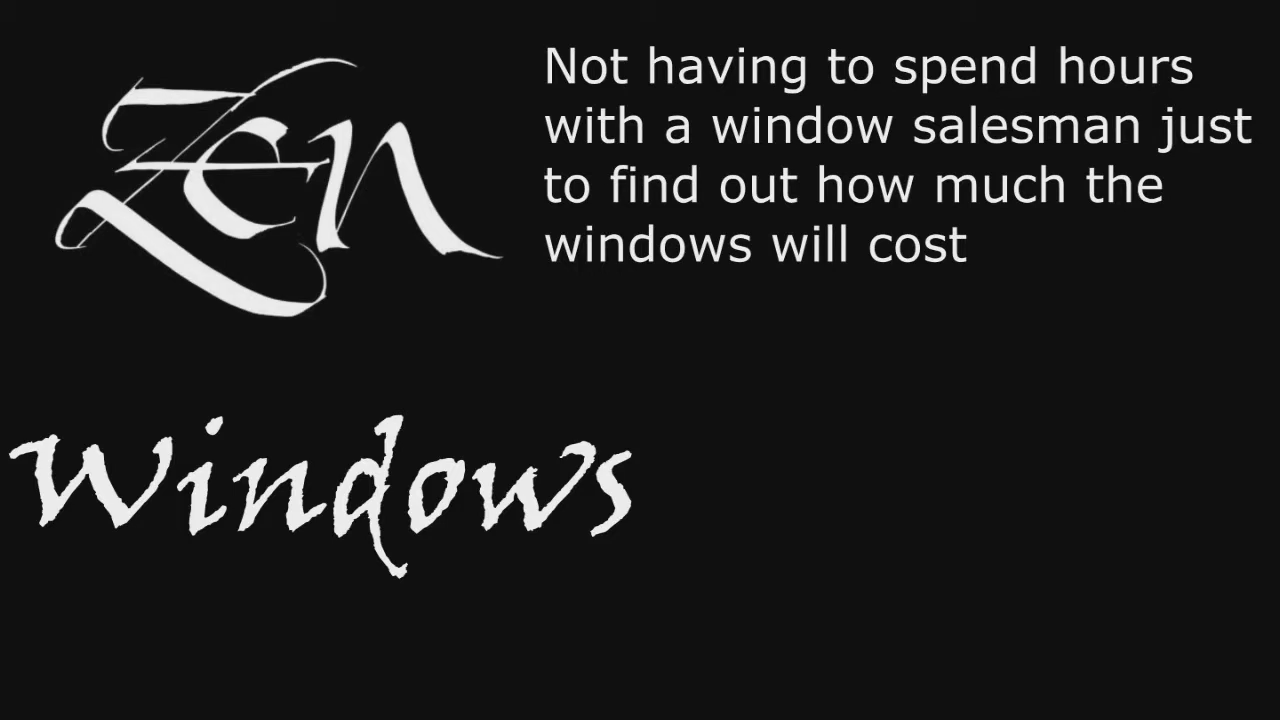 Zen
Not having to spend hours
with a window salesman just
to find out how much the
windows will cost
Windows